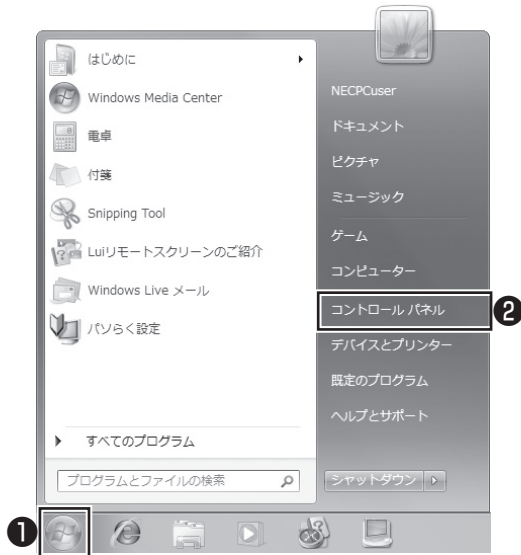 はじめに
Windows Media Center
電卓
付箋
Snipping Tool
Luiリモートスクリーンのご紹介
Windows Live メール
パソらく設定
すべてのプログラム
プログラムとファイルの検索
NECPCuser
ドキュメント
ピクチャ
ミュージック
ゲーム
コンピューター
コントロール パネル
❷
デバイスとプリンター
既定のプログラム
ヘルプとサポート
シャットダウン
❶